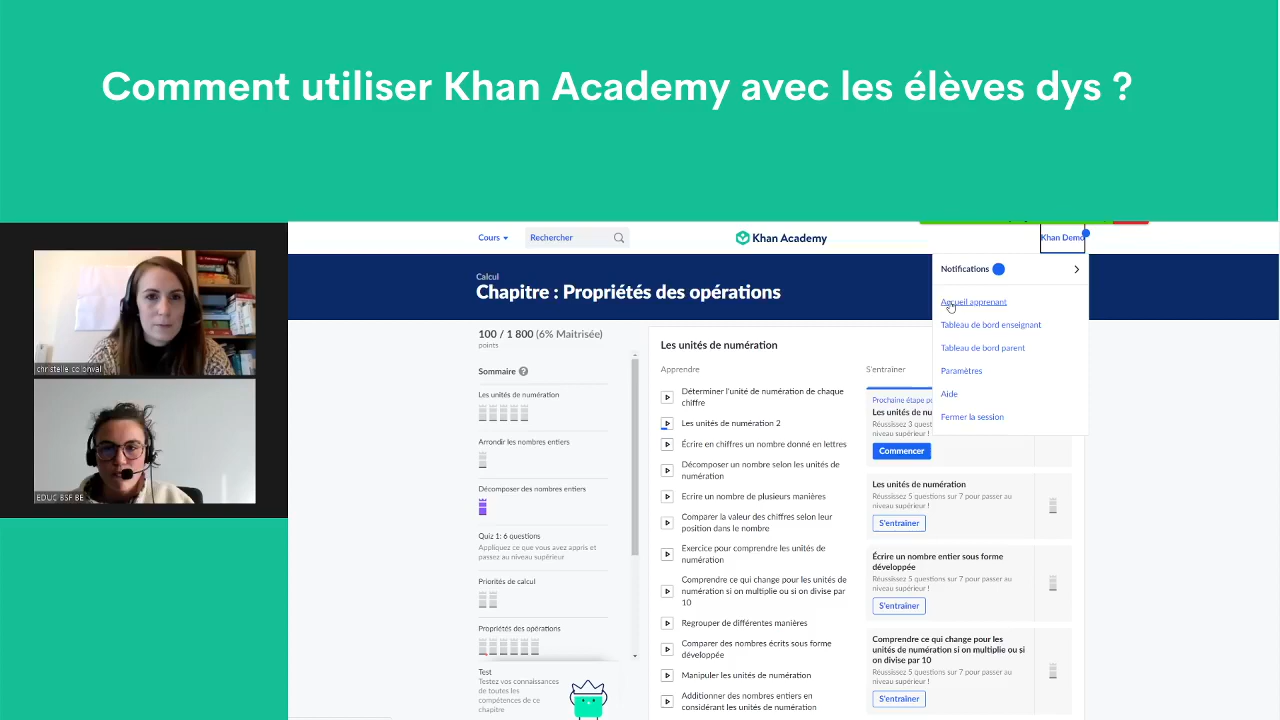 Comment utiliser Khan Academy avec les élèves dys ?
christelle colonval
EDUC BSF BE
Cours
Rechercher
Khan Academy
Khan Demo
Notifications
Accueil apprenant
Tableau de bord enseignant
Tableau de bord parent
Paramètres
Aide
Fermer la session
Calcul
Chapitre : Propriétés des opérations
100 / 1 800 (6% Maitrisée)
points
Sommaire ?
Les unités de numération
Arrondir les nombres entiers
Décomposer des nombres entiers
Quiz 1: 6 questions
Appliquez ce que vous avez appris et
passez au niveau supérieur
Priorités de calcul
Propriétés des opérations
Test
Testez vos connaissances
de toutes les
compétences de ce
chapitre
Les unités de numération
Apprendre
Déterminer l'unité de numération de chaque
chiffre
Les unités de numération 2
Écrire en chiffres un nombre donné en lettres
Décomposer un nombre selon les unités de
numération
Ecrire un nombre de plusieurs manières
Comparer la valeur des chiffres selon leur
position dans le nombre
Exercice pour comprendre les unités de
numération
Comprendre ce qui change pour les unités de
numération si on multiplie ou si on divise par
10
Regrouper de différentes manières
Comparer des nombres écrits sous forme
développée
Manipuler les unités de numération
Additionner des nombres entiers en
considérant les unités de numération
S'entraîner
Prochaine étape po
Les unités de nu
Réussissez 3 quest
niveau supérieur !
Commencer
Les unités de numération
Réussissez 5 questions sur 7 pour passer au
niveau supérieur !
S'entraîner
Écrire un nombre entier sous forme
développée
Réussissez 5 questions sur 7 pour passer au
niveau supérieur !
S'entraîner
Comprendre ce qui change pour les
unités de numération si on multiplie ou si
on divise par 10
Réussissez 5 questions sur 7 pour passer au
niveau supérieur !
S'entraîner